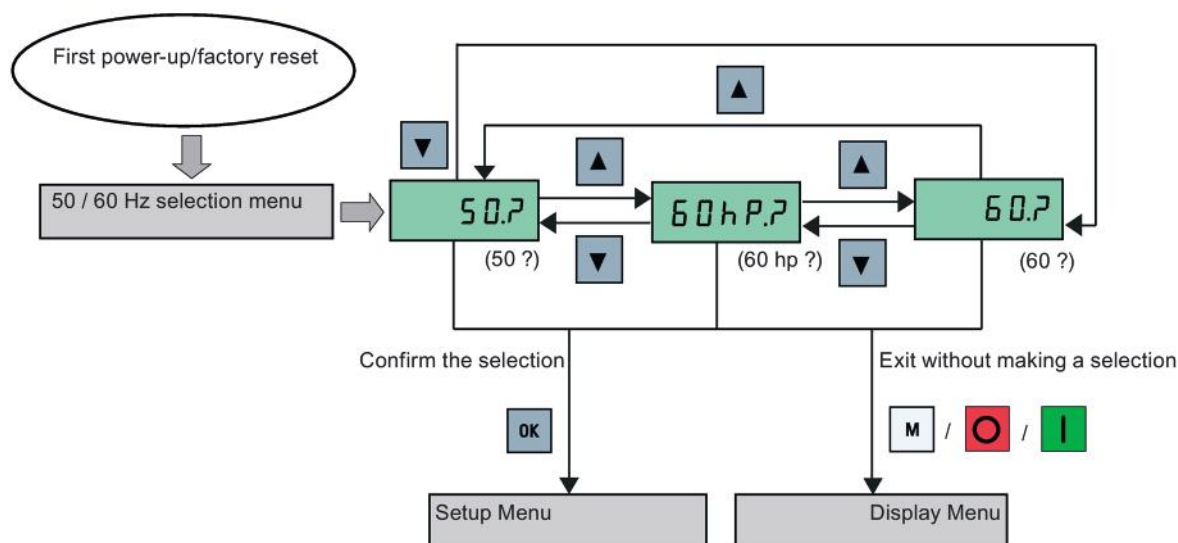 First power-up/factory reset
▲
▼
▲
▲
50 / 60 Hz selection menu
50.?
60hP.?
60.?
(50 ?)
▼
(60 hp ?)
▼
(60 ?)
Confirm the selection
Exit without making a selection
OK
M / O / I
Setup Menu
Display Menu